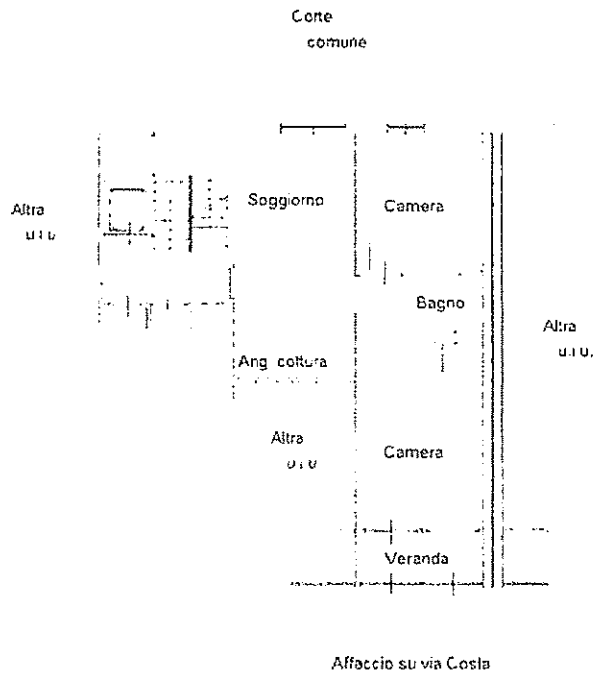 Corte
comune
Soggiorno
Camera
Altra
u.i.u.
Bagno
Altra
u.i.u.
Ang. cottura
Altra
u.i.u.
Camera
Veranda
Affaccio su via Costa